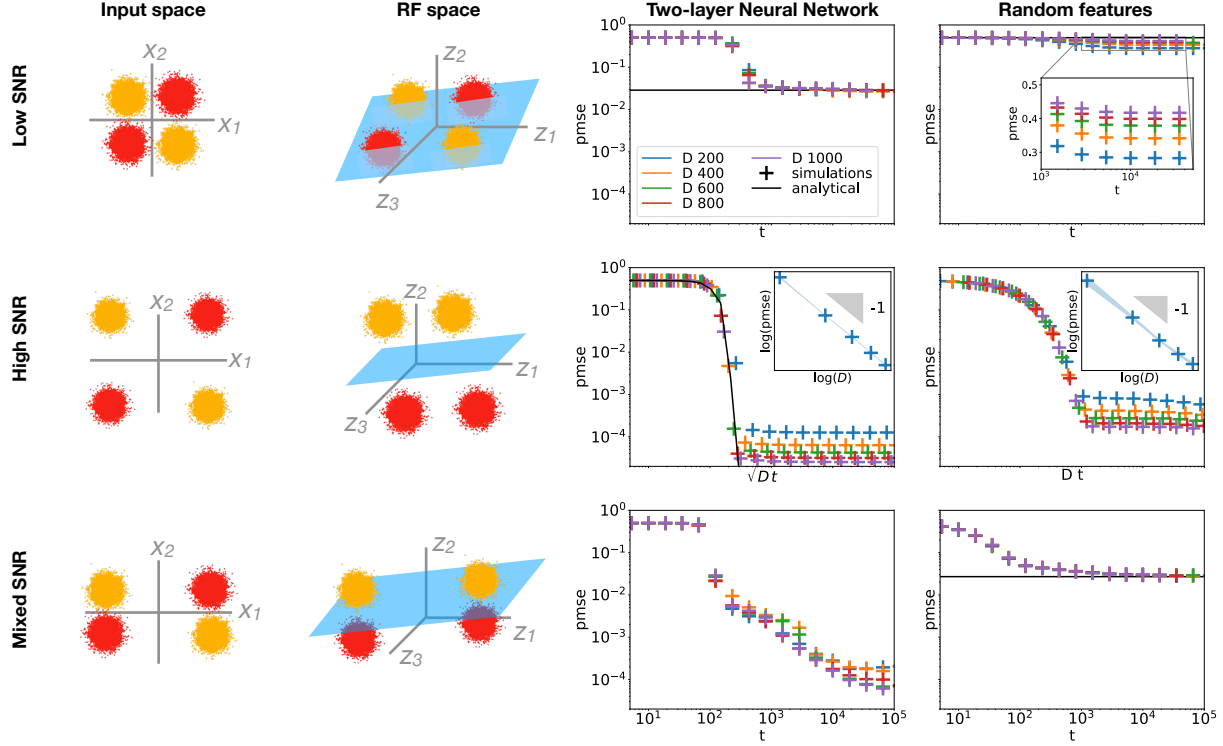 Input space
RF space
Two-layer Neural Network
Random features
Low SNR
X2
X1
Z2
Z1
Z3
10^0
10^-1
10^-2
10^-3
10^-4
pmse
D 200
D 400
D 600
D 800
D 1000
simulations
analytical
t
pmse
0.5
0.4
0.3
pmse
10^3
10^4
t
t
High SNR
X2
X1
Z2
Z1
Z3
10^0
10^-1
10^-2
10^-3
10^-4
pmse
log(pmse)
-1
log(D)
√D t
pmse
log(pmse)
-1
log(D)
D t
Mixed SNR
X2
X1
Z2
Z1
Z3
10^0
10^-1
10^-2
10^-3
10^-4
pmse
10^1
10^2
10^3
10^4
10^5
t
pmse
10^1
10^2
10^3
10^4
10^5
t